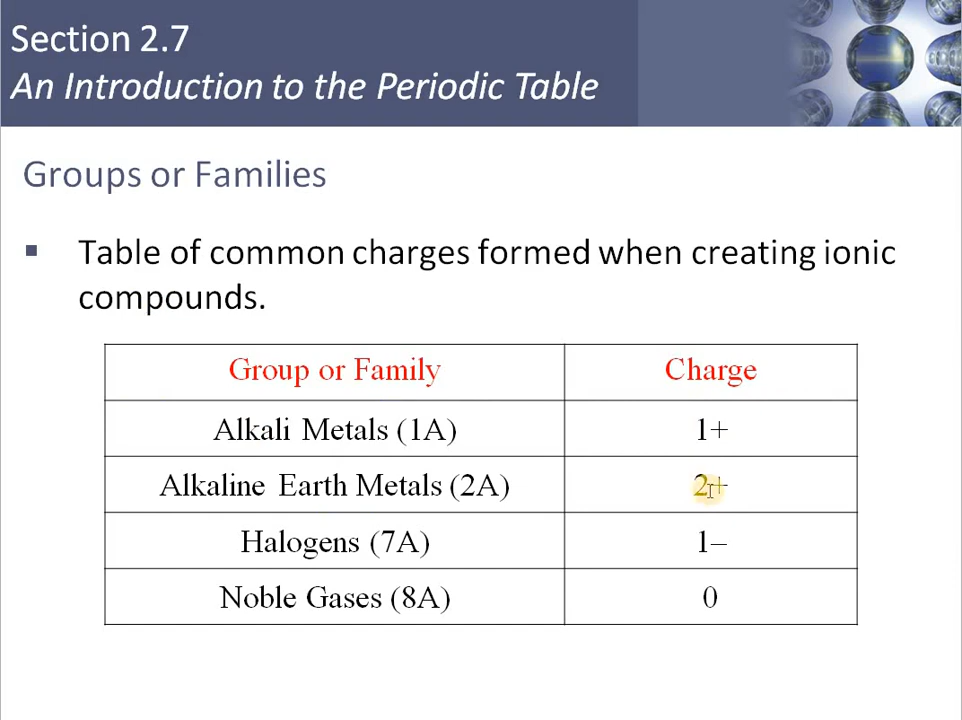 Section 2.7
An Introduction to the Periodic Table
Groups or Families
▪ Table of common charges formed when creating ionic
compounds.
Group or Family Charge
Alkali Metals (1A) 1+
Alkaline Earth Metals (2A) 2+
Halogens (7A) 1–
Noble Gases (8A) 0